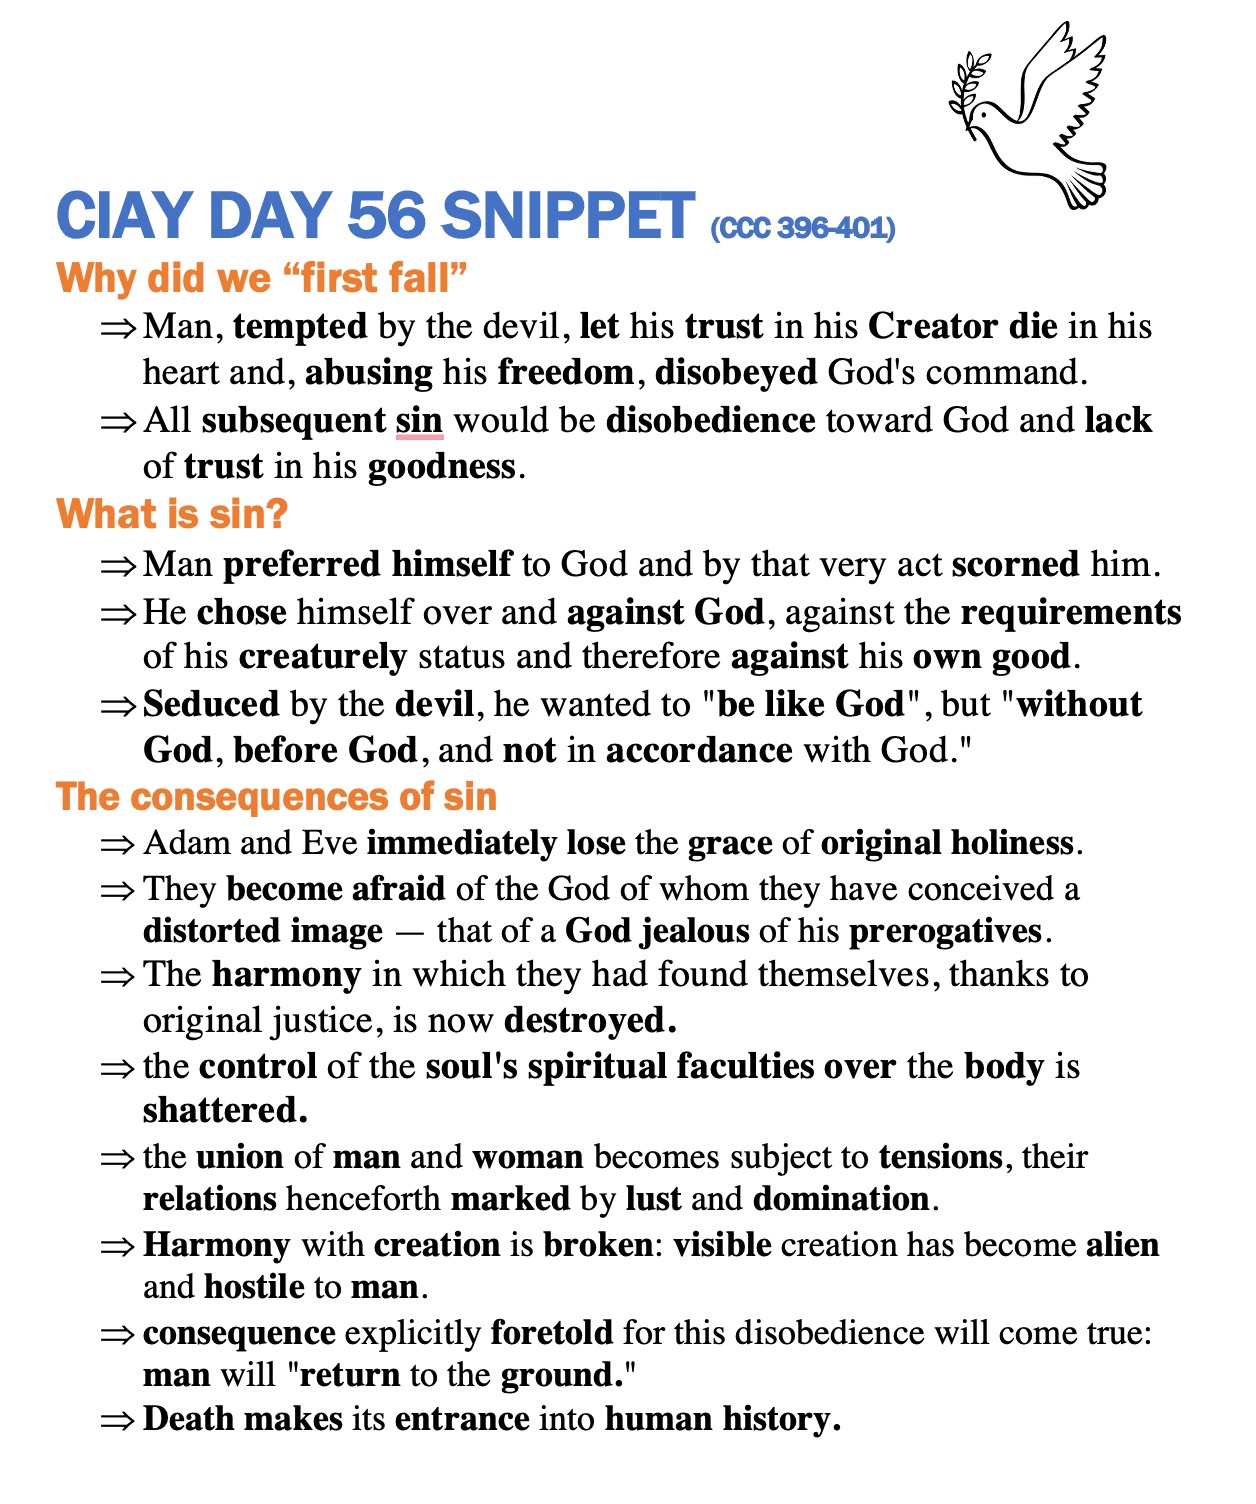 CIAY DAY 56 SNIPPET (CCC 396-401)
Why did we “first fall”
⇒ Man, tempted by the devil, let his trust in his Creator die in his
heart and, abusing his freedom, disobeyed God's command.
⇒ All subsequent sin would be disobedience toward God and lack
of trust in his goodness.
What is sin?
⇒ Man preferred himself to God and by that very act scorned him.
⇒ He chose himself over and against God, against the requirements
of his creaturely status and therefore against his own good.
⇒ Seduced by the devil, he wanted to "be like God", but "without
God, before God, and not in accordance with God."
The consequences of sin
⇒ Adam and Eve immediately lose the grace of original holiness.
⇒ They become afraid of the God of whom they have conceived a
distorted image — that of a God jealous of his prerogatives.
⇒ The harmony in which they had found themselves, thanks to
original justice, is now destroyed.
⇒ the control of the soul's spiritual faculties over the body is
shattered.
⇒ the union of man and woman becomes subject to tensions, their
relations henceforth marked by lust and domination.
⇒ Harmony with creation is broken: visible creation has become alien
and hostile to man.
⇒ consequence explicitly foretold for this disobedience will come true:
man will "return to the ground."
⇒ Death makes its entrance into human history.